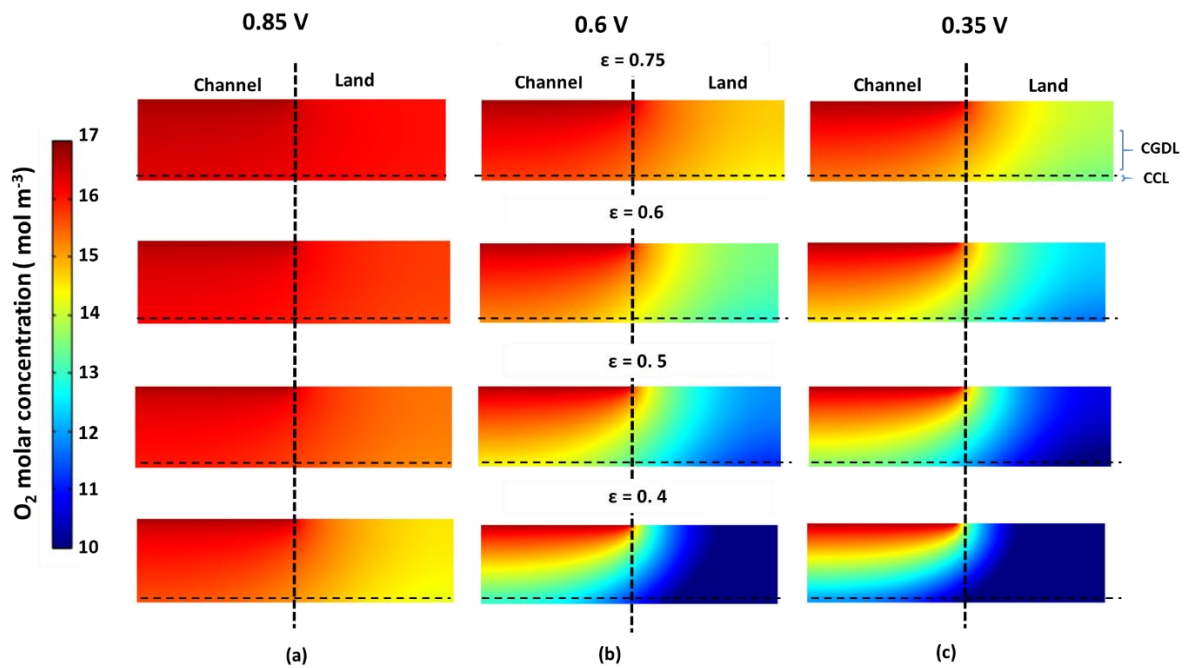 0.85 V
0.6 V
0.35 V
ε = 0.75
Channel
Land
Channel
Land
Channel
Land
17
16
15
14
13
12
11
10
O2 molar concentration ( mol m-3)
CGDL
CCL
ε = 0.6
ε = 0. 5
ε = 0. 4
(a)
(b)
(c)